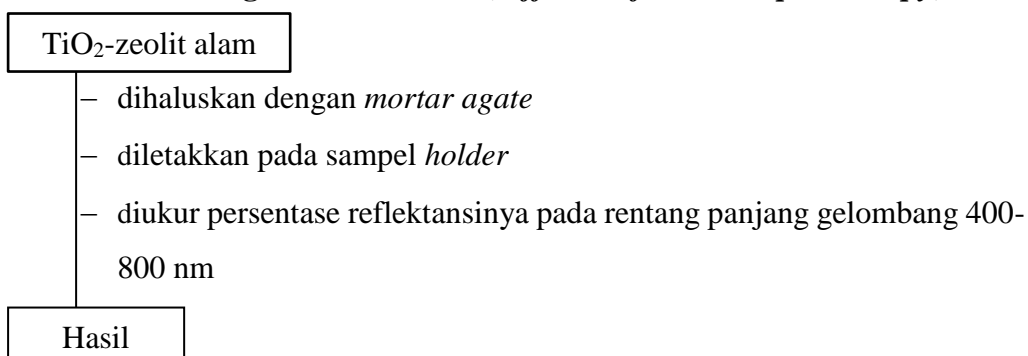 TiO₂-zeolit alam
– dihaluskan dengan mortar agate
– diletakkan pada sampel holder
– diukur persentase reflektansinya pada rentang panjang gelombang 400-
800 nm
Hasil